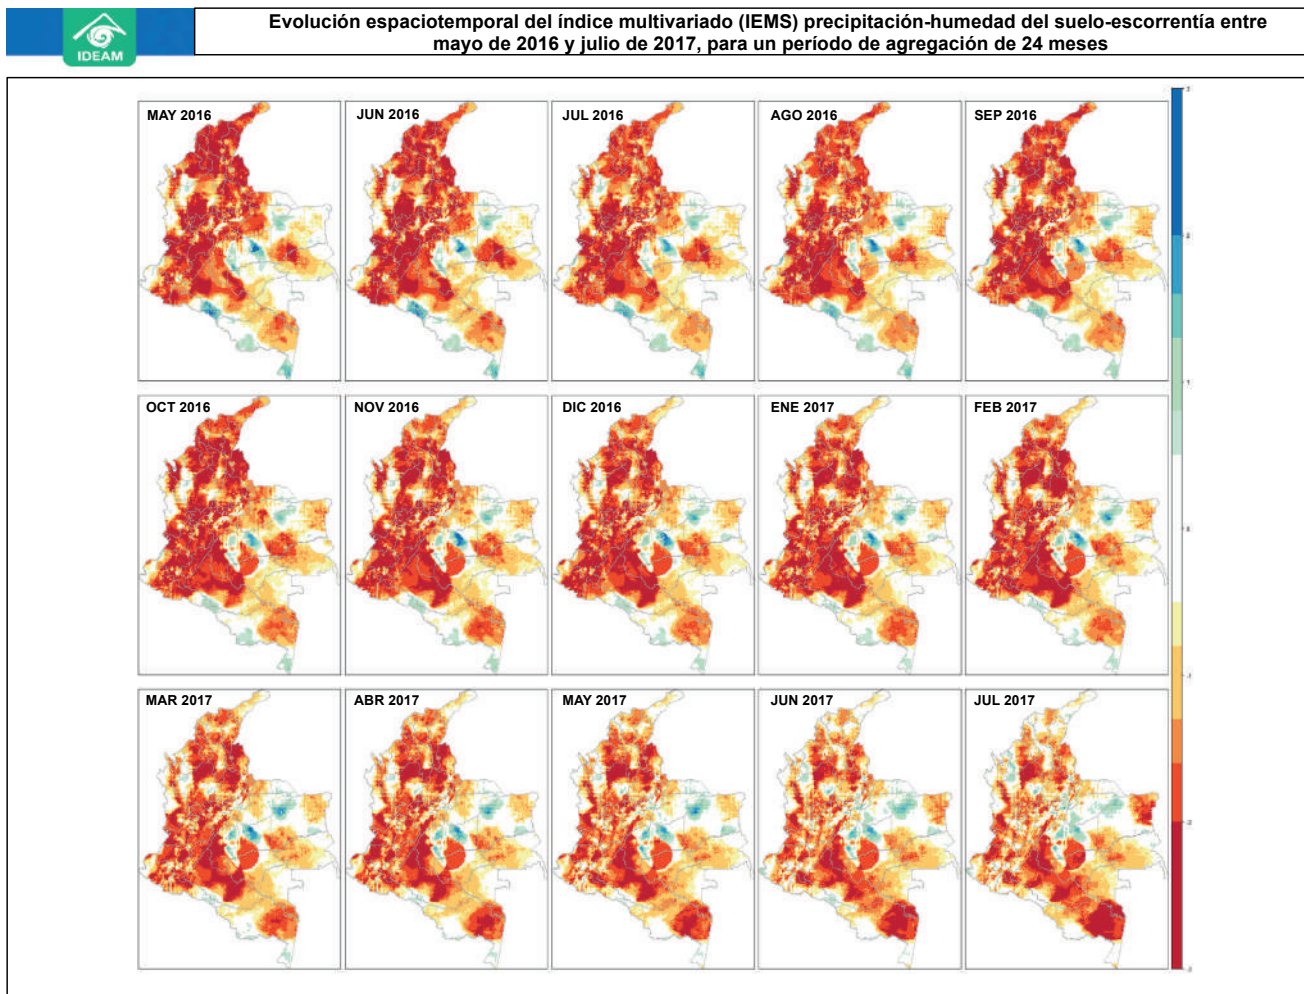 Evolución espaciotemporal del índice multivariado (IEMS) precipitación-humedad del suelo-escorrentía entre
mayo de 2016 y julio de 2017, para un período de agregación de 24 meses
IDEAM
MAY 2016
JUN 2016
JUL 2016
AGO 2016
SEP 2016
OCT 2016
NOV 2016
DIC 2016
ENE 2017
FEB 2017
MAR 2017
ABR 2017
MAY 2017
JUN 2017
JUL 2017